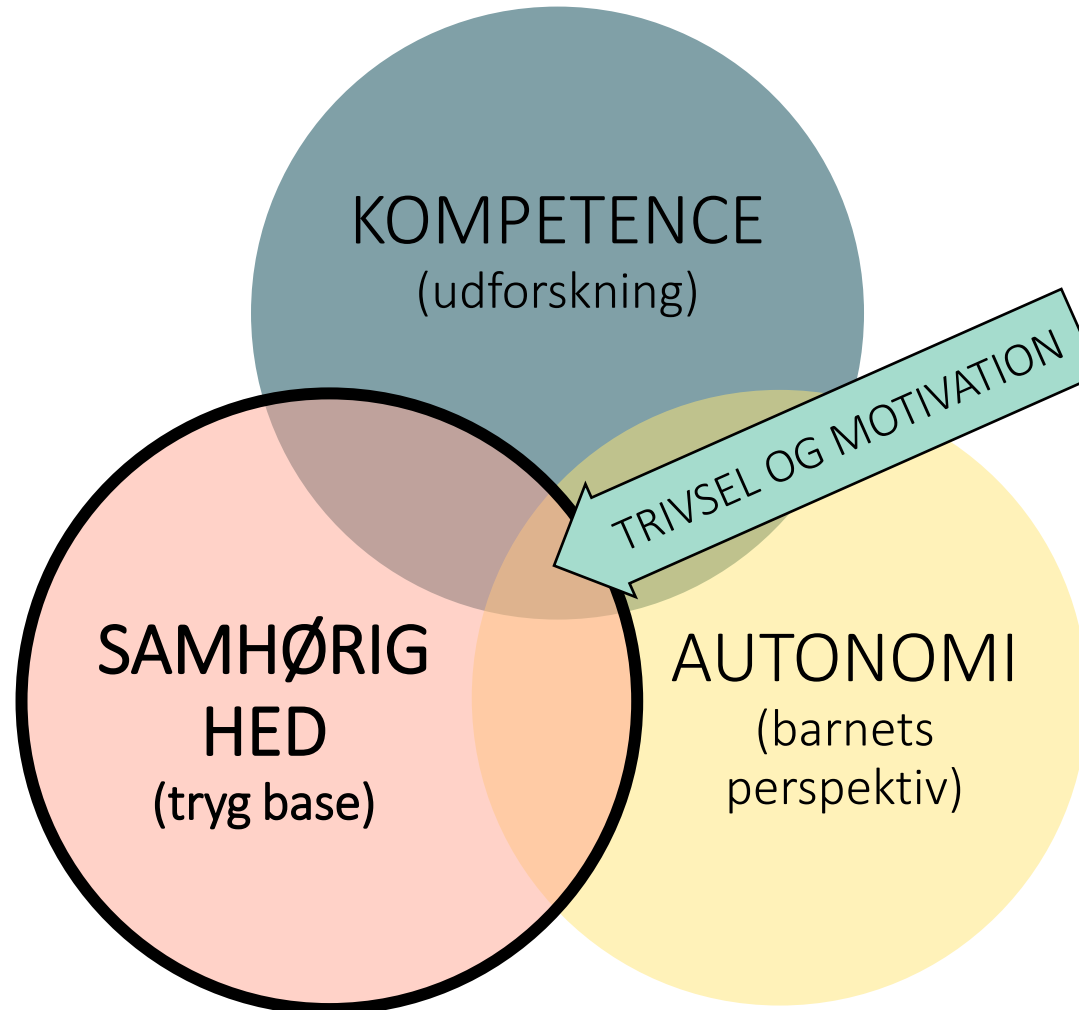 KOMPETENCE
(udforskning)
TRIVSEL OG MOTIVATION
SAMHØRIG
HED
(tryg base)
AUTONOMI
(barnets
perspektiv)